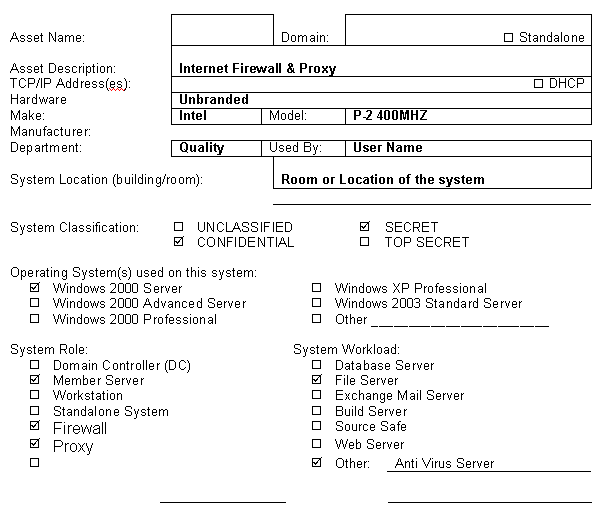 Asset Name: Domain: ☐ Standalone
Asset Description: Internet Firewall & Proxy
TCP/IP Address(es): ☐ DHCP
Hardware Unbranded
Make: Intel Model: P-2 400MHZ
Manufacturer:
Department: Quality Used By: User Name
System Location (building/room): Room or Location of the system
System Classification: ☐ UNCLASSIFIED ☑ SECRET
☑ CONFIDENTIAL ☐ TOP SECRET
Operating System(s) used on this system:
☑ Windows 2000 Server ☐ Windows XP Professional
☐ Windows 2000 Advanced Server ☐ Windows 2003 Standard Server
☐ Windows 2000 Professional ☐ Other ____________________
System Role: System Workload:
☐ Domain Controller (DC) ☐ Database Server
☑ Member Server ☑ File Server
☐ Workstation ☐ Exchange Mail Server
☐ Standalone System ☐ Build Server
☑ Firewall ☐ Source Safe
☑ Proxy ☐ Web Server
☐ ☑ Other: Anti Virus Server